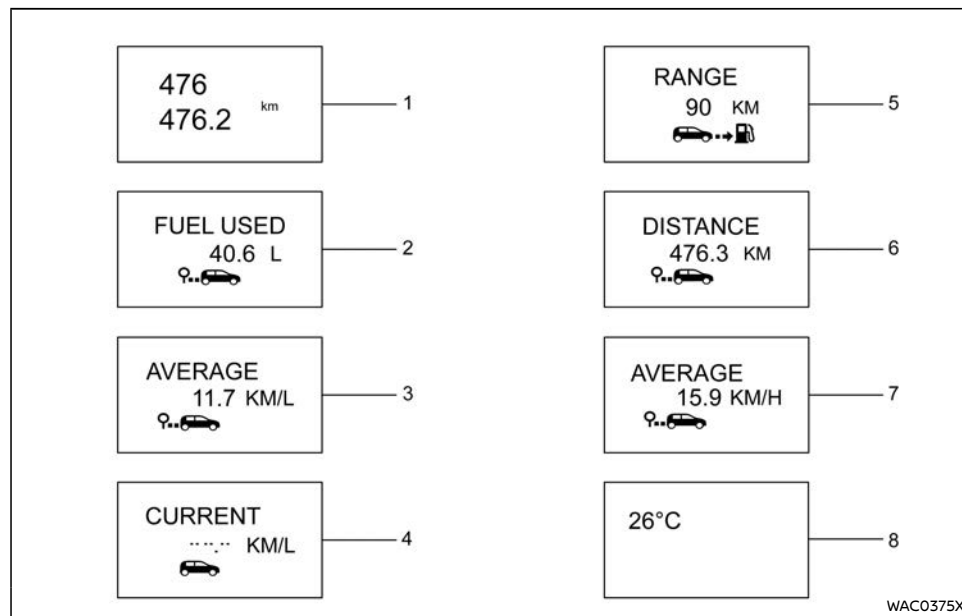 476
476.2 km
1
FUEL USED
40.6 L
2
AVERAGE
11.7 KM/L
3
CURRENT
--.- KM/L
4
RANGE
90 KM
5
DISTANCE
476.3 KM
6
AVERAGE
15.9 KM/H
7
26°C
8
WAC0375X